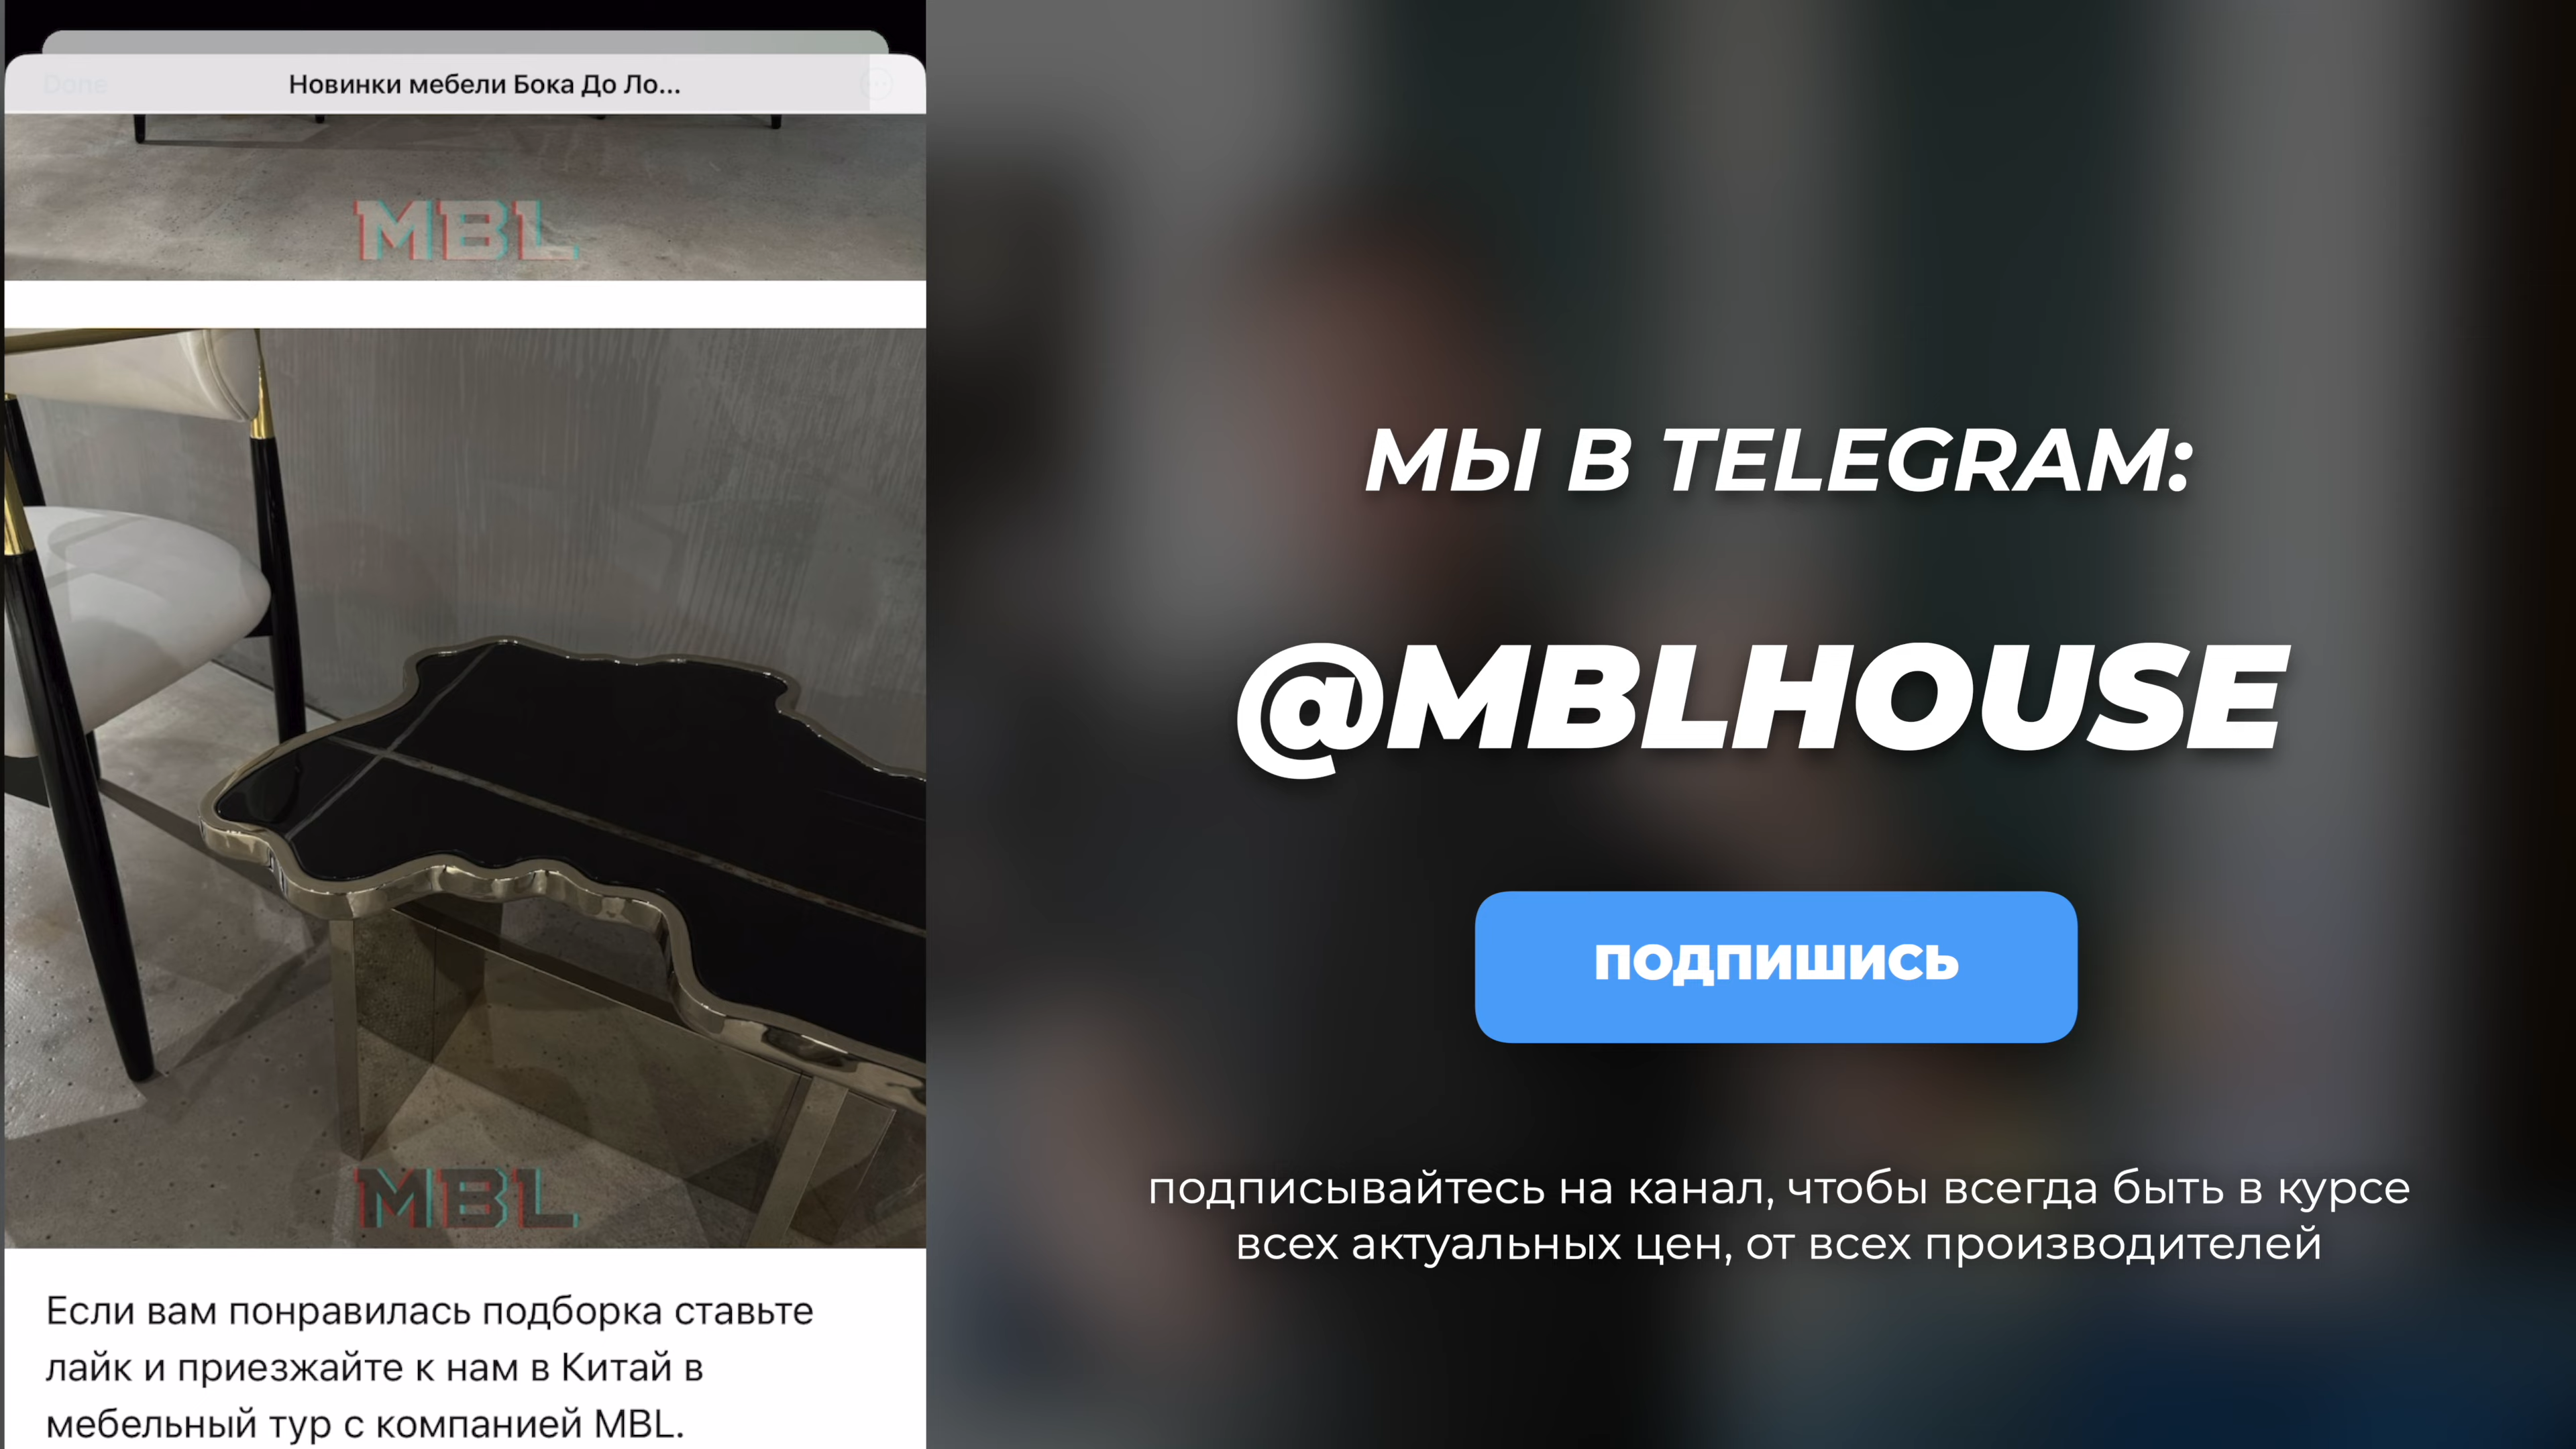 Done
Новинки мебели Бока До Ло...
MBL
MBL
Если вам понравилась подборка ставьте
лайк и приезжайте к нам в Китай в
мебельный тур с компанией MBL.
МЫ В TELEGRAM:
@MBLHOUSE
ПОДПИШИСЬ
подписывайтесь на канал, чтобы всегда быть в курсе
всех актуальных цен, от всех производителей